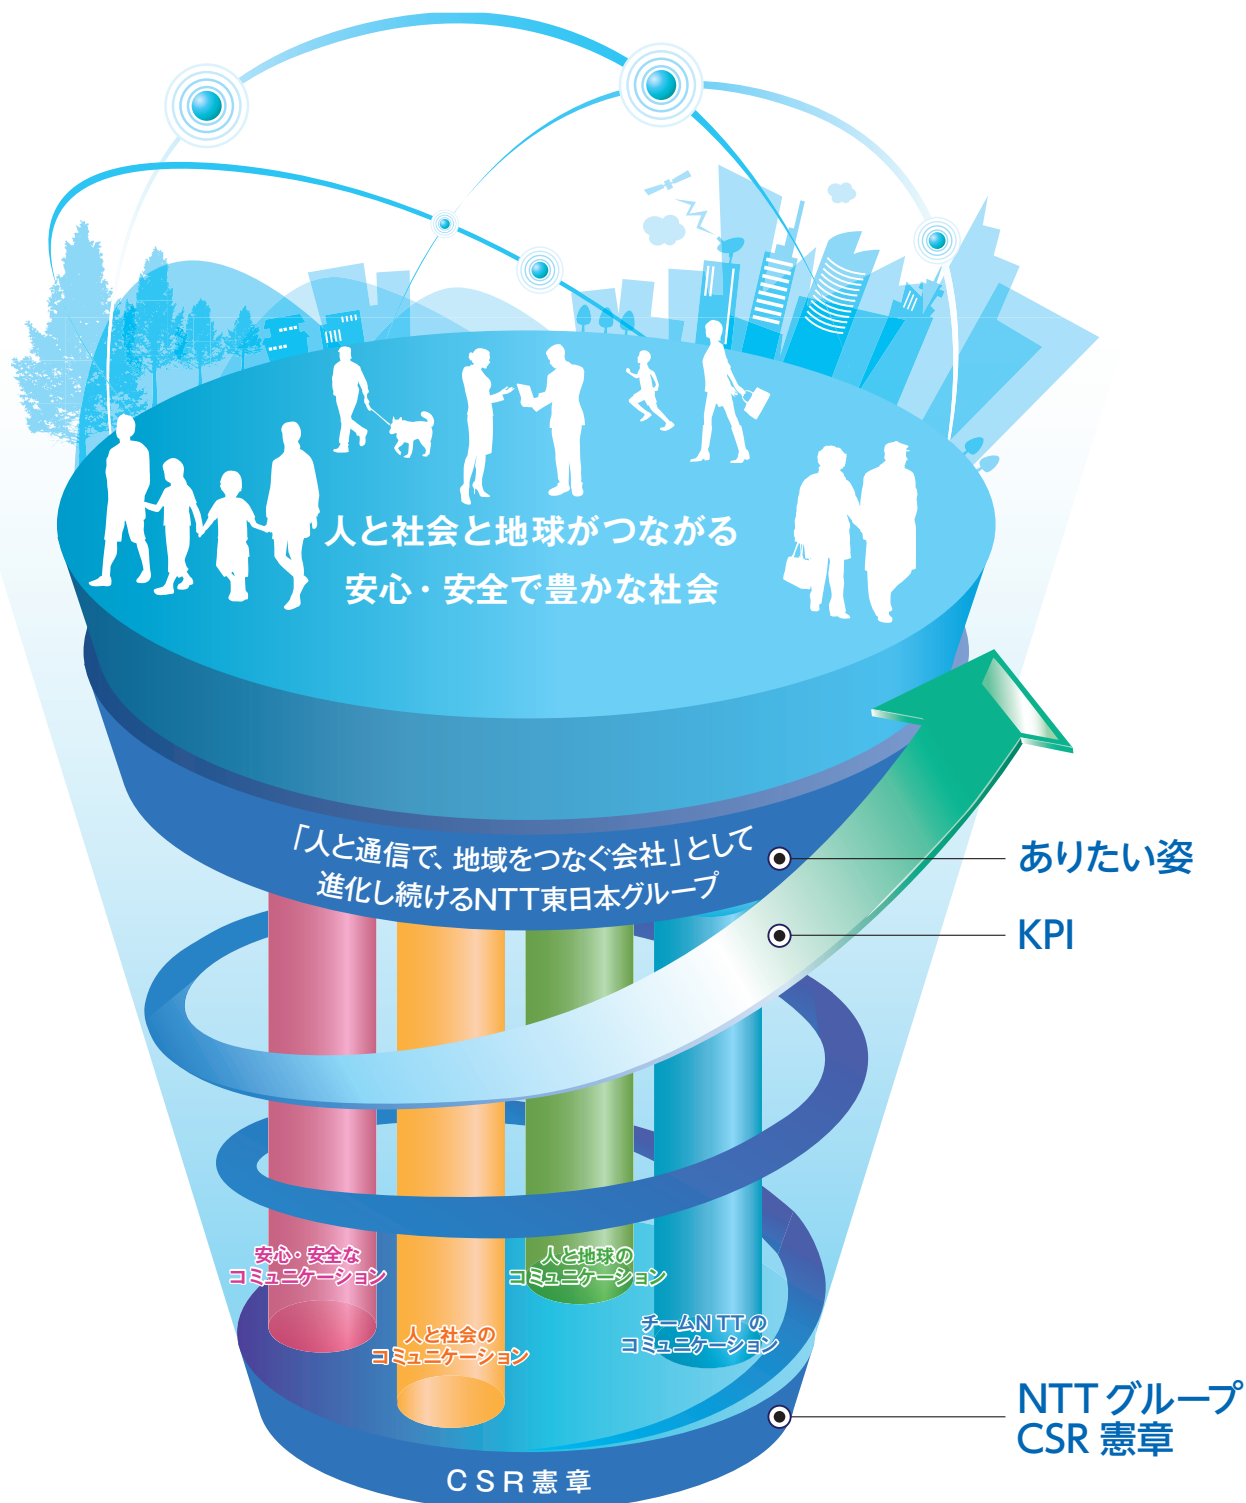 人と社会と地球がつながる
安心・安全で豊かな社会
「人と通信で、地域をつなぐ会社」として
進化し続けるNTT東日本グループ
ありたい姿
KPI
安心・安全な
コミュニケーション
人と地球の
コミュニケーション
人と社会の
コミュニケーション
チームNTTの
コミュニケーション
NTTグループ
CSR 憲章
CSR憲章